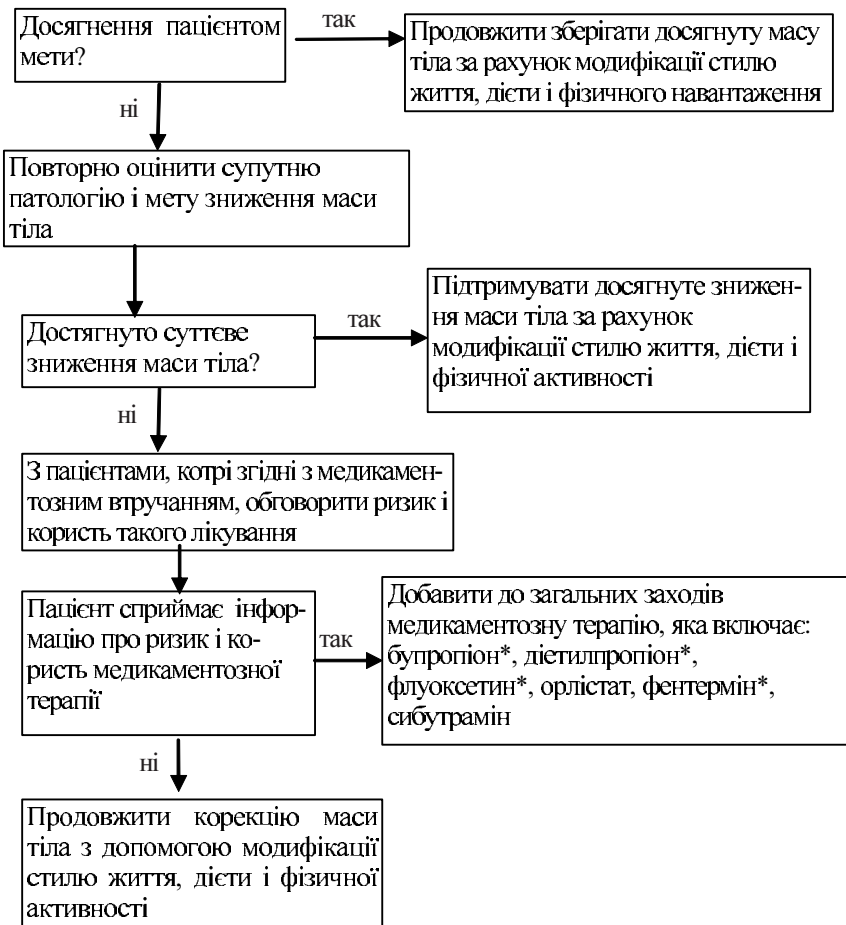 Досягнення пацієнтом
мети?
так
Продовжити зберігати досягнуту масу
тіла за рахунок модифікації стилю
життя, дієти і фізичного навантаження
ні
Повторно оцінити супутню
патологію і мету зниження маси
тіла
Достягнуто суттєве
зниження маси тіла?
так
Підтримувати досягнуте знижен-
ня маси тіла за рахунок
модифікації стилю життя, дієти і
фізичної активності
ні
З пацієнтами, котрі згідні з медикамен-
тозним втручанням, обговорити ризик і
користь такого лікування
Пацієнт сприймає інфор-
мацію про ризик і ко-
ристь медикаментозної
терапії
так
Добавити до загальних заходів
медикаментозну терапію, яка включає:
бупропіон*, діетилпропіон*,
флуоксетин*, орлістат, фентермін*,
сибутрамін
ні
Продовжити корекцію маси
тіла з допомогою модифікації
стилю життя, дієти і фізичної
активності